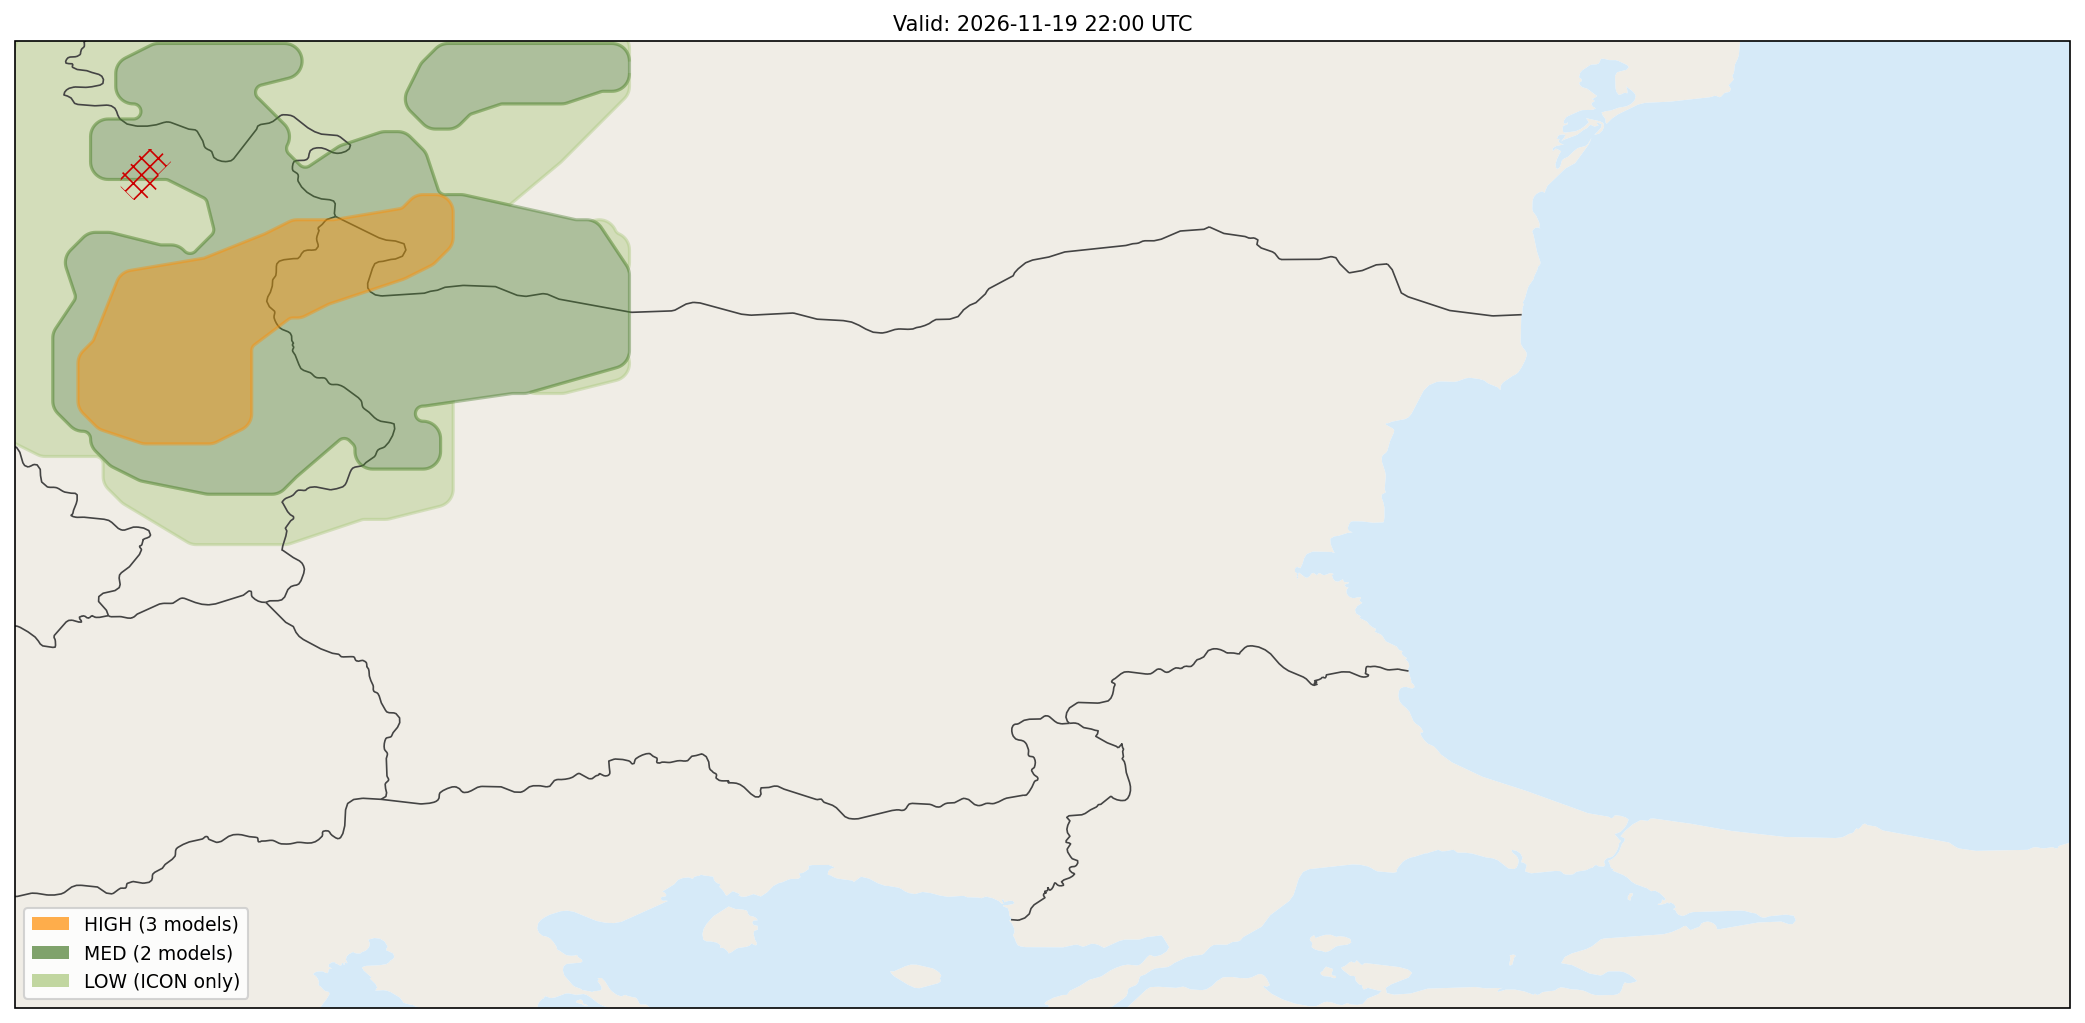 Valid: 2026-11-19 22:00 UTC
HIGH (3 models)
MED (2 models)
LOW (ICON only)